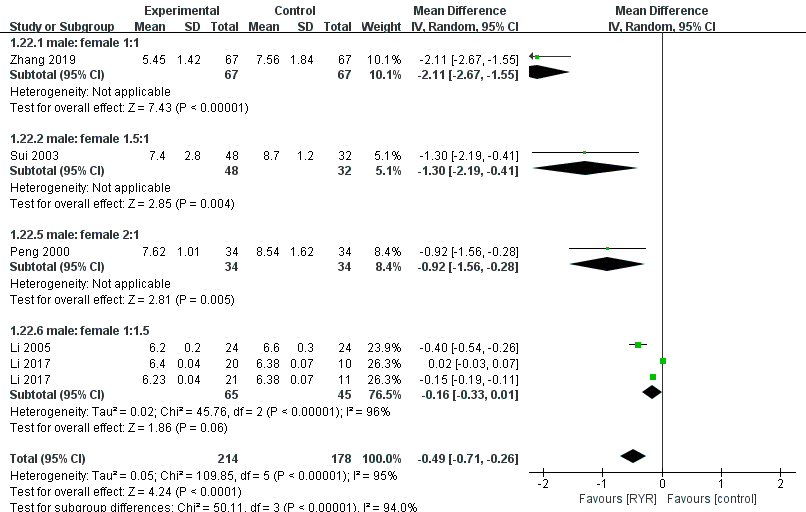 Experimental Control Mean Difference Mean Difference
Study or Subgroup Mean SD Total Mean SD Total Weight IV, Random, 95% CI IV, Random, 95% CI
1.22.1 male: female 1:1
Zhang 2019 5.45 1.42 67 7.56 1.84 67 10.1% -2.11 [-2.67, -1.55]
Subtotal (95% CI) 67 67 10.1% -2.11 [-2.67, -1.55]
Heterogeneity: Not applicable
Test for overall effect: Z = 7.43 (P < 0.00001)
1.22.2 male: female 1.5:1
Sui 2003 7.4 2.8 48 8.7 1.2 32 5.1% -1.30 [-2.19, -0.41]
Subtotal (95% CI) 48 32 5.1% -1.30 [-2.19, -0.41]
Heterogeneity: Not applicable
Test for overall effect: Z = 2.85 (P = 0.004)
1.22.5 male: female 2:1
Peng 2000 7.62 1.01 34 8.54 1.62 34 8.4% -0.92 [-1.56, -0.28]
Subtotal (95% CI) 34 34 8.4% -0.92 [-1.56, -0.28]
Heterogeneity: Not applicable
Test for overall effect: Z = 2.81 (P = 0.005)
1.22.6 male: female 1:1.5
Li 2005 6.2 0.2 24 6.6 0.3 24 23.9% -0.40 [-0.54, -0.26]
Li 2017 6.4 0.04 20 6.38 0.07 10 26.3% 0.02 [-0.03, 0.07]
Li 2017 6.23 0.04 21 6.38 0.07 11 26.3% -0.15 [-0.19, -0.11]
Subtotal (95% CI) 65 45 76.5% -0.16 [-0.33, 0.01]
Heterogeneity: Tau² = 0.02; Chi² = 45.76, df = 2 (P < 0.00001); I² = 96%
Test for overall effect: Z = 1.86 (P = 0.06)
Total (95% CI) 214 178 100.0% -0.49 [-0.71, -0.26]
Heterogeneity: Tau² = 0.05; Chi² = 109.85, df = 5 (P < 0.00001); I² = 95%
Test for overall effect: Z = 4.24 (P < 0.0001)
Test for subgroup differences: Chi² = 50.11, df = 3 (P < 0.00001), I² = 94.0%
-2 -1 0 1 2
Favours [RYR] Favours [control]